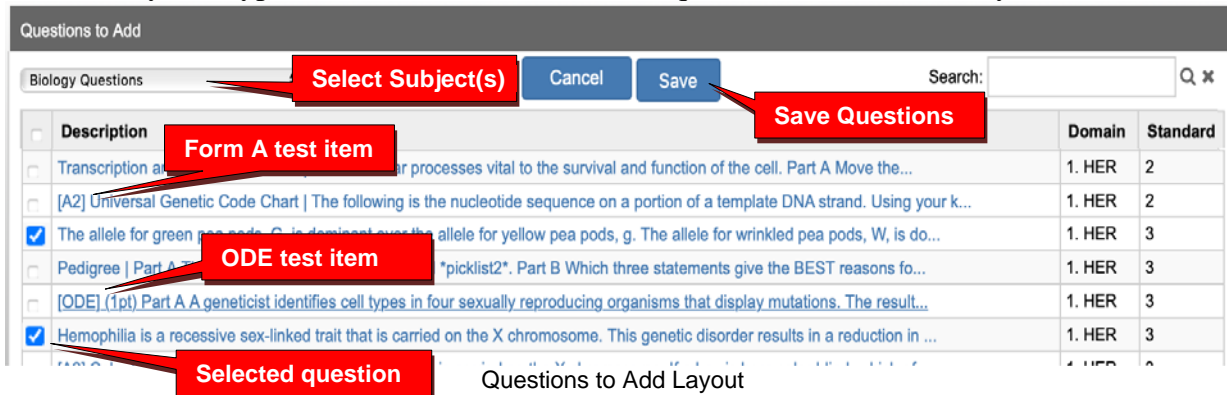 Questions to Add
Biology Questions Select Subject(s) Cancel Save Search:
Save Questions
Description Domain Standard
Form A test item
Transcription ar processes vital to the survival and function of the cell. Part A Move the... 1. HER 2
[A2] Universal Genetic Code Chart | The following is the nucleotide sequence on a portion of a template DNA strand. Using your k... 1. HER 2
The allele for green pea pods, G, is dominant over the allele for yellow pea pods, g. The allele for wrinkled pea pods, W, is do... 1. HER 3
ODE test item
Pedigree | Part A *picklist2*. Part B Which three statements give the BEST reasons fo... 1. HER 3
[ODE] (1pt) Part A A geneticist identifies cell types in four sexually reproducing organisms that display mutations. The result... 1. HER 3
Hemophilia is a recessive sex-linked trait that is carried on the X chromosome. This genetic disorder results in a reduction in ... 1. HER 3
Selected question
Questions to Add Layout